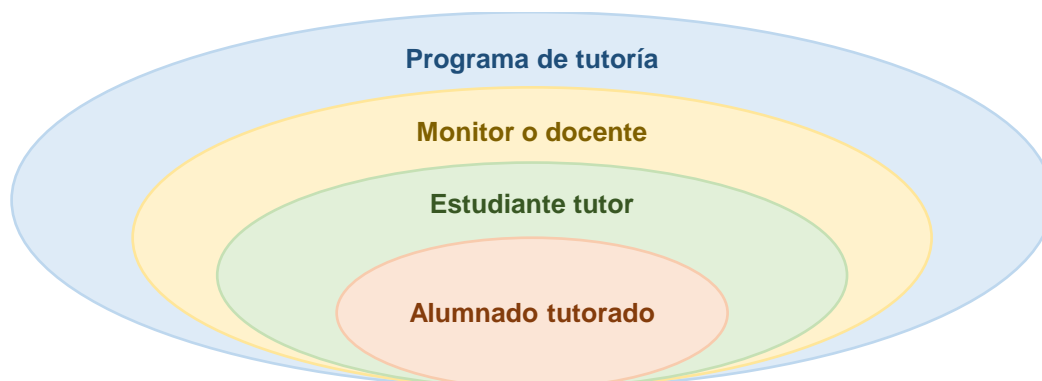 Programa de tutoría
Monitor o docente
Estudiante tutor
Alumnado tutorado